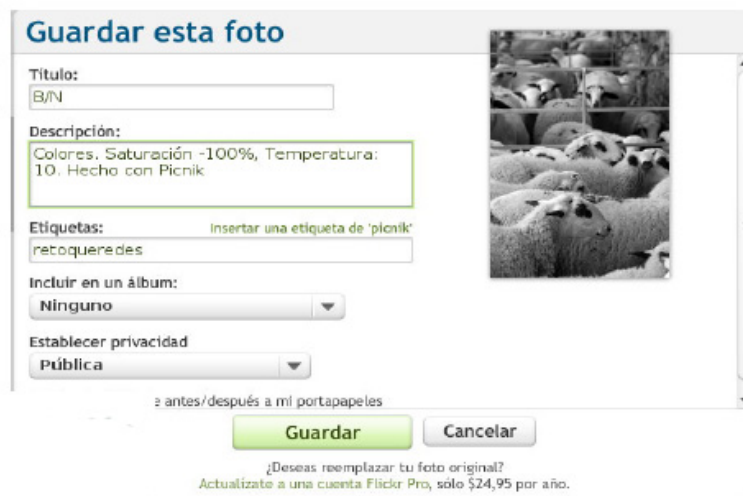 Guardar esta foto
Título:
B/N
Descripción:
Colores. Saturación -100%, Temperatura:
10. Hecho con Picnik
Etiquetas:
Insertar una etiqueta de 'picnik'
retoqueredes
Incluir en un álbum:
Ninguno
Establecer privacidad
Pública
antes/después a mi portapapeles
Guardar
Cancelar
¿Deseas reemplazar tu foto original?
Actualízate a una cuenta Flickr Pro, sólo $24,95 por año.